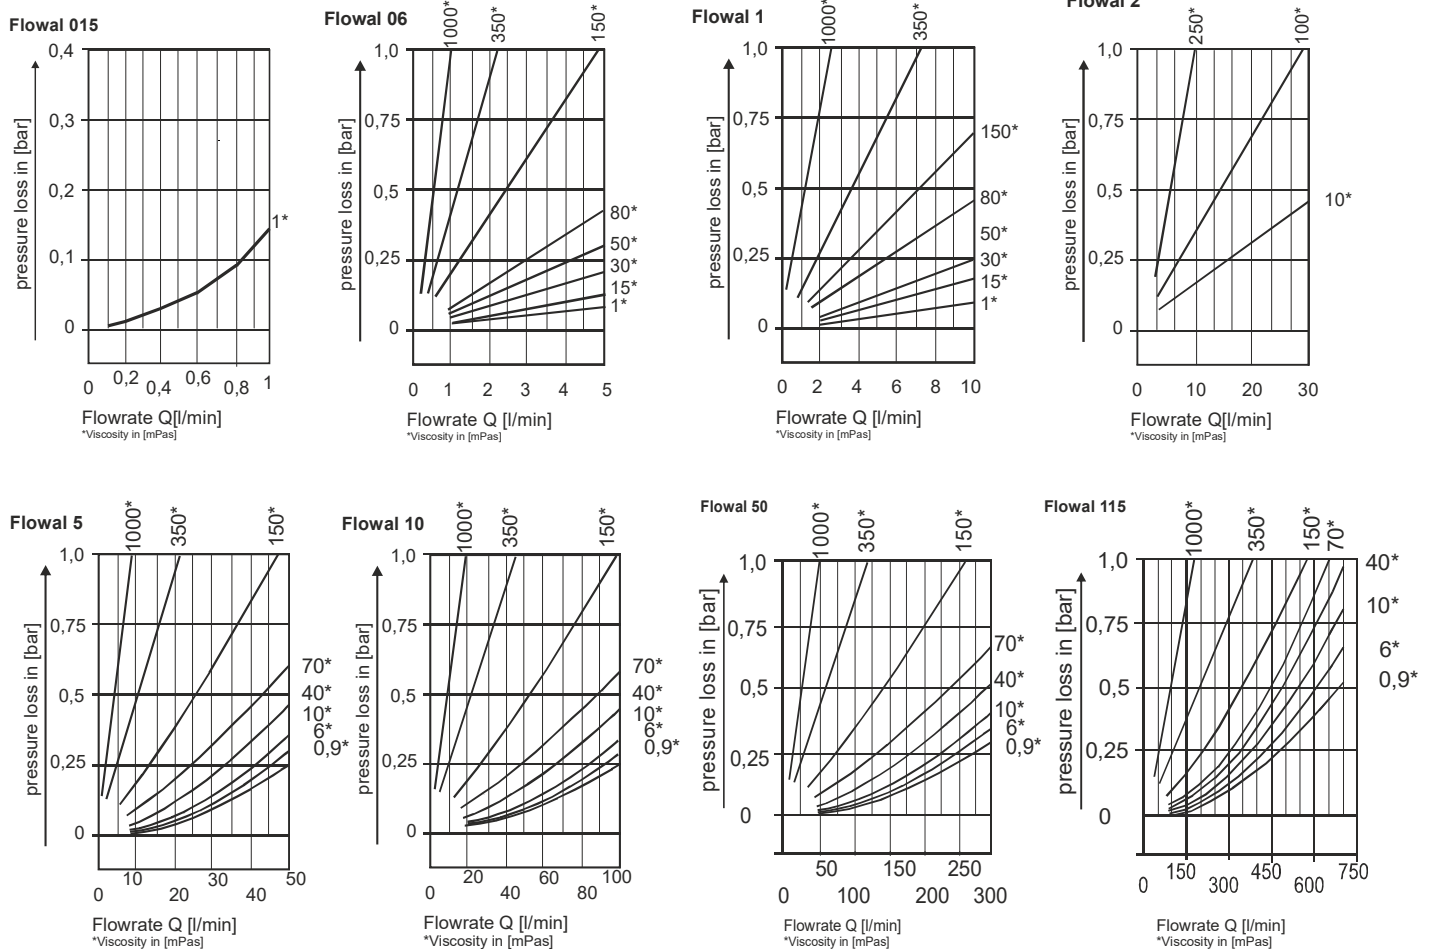 Flowal 015
0,4
0,3
0,2
0,1
0
pressure loss in [bar]
1*
0 0,2 0,4 0,6 0,8 1
Flowrate Q[l/min]
*Viscosity in [mPas]
Flowal 06
1000* 350* 150*
1,0
0,75
0,5
0,25
0
pressure loss in [bar]
80*
50*
30*
15*
1*
0 1 2 3 4 5
Flowrate Q [l/min]
*Viscosity in [mPas]
Flowal 1
1000* 350*
1,0
0,75
0,5
0,25
0
pressure loss in [bar]
150*
80*
50*
30*
15*
1*
0 2 4 6 8 10
Flowrate Q [l/min]
*Viscosity in [mPas]
Flowal 2
250* 100*
1,0
0,75
0,5
0,25
0
pressure loss in [bar]
10*
0 10 20 30
Flowrate Q[l/min]
*Viscosity in [mPas]
Flowal 5
1000* 350* 150*
1,0
0,75
0,5
0,25
0
pressure loss in [bar]
70*
40*
10*
6*
0,9*
0 10 20 30 40 50
Flowrate Q [l/min]
*Viscosity in [mPas]
Flowal 10
1000* 350* 150*
1,0
0,75
0,5
0,25
0
pressure loss in [bar]
70*
40*
10*
6*
0,9*
0 20 40 60 80 100
Flowrate Q [l/min]
*Viscosity in [mPas]
Flowal 50
1000* 350* 150*
1,0
0,75
0,5
0,25
0
pressure loss in [bar]
70*
40*
10*
6*
0,9*
0 50 100 150 200 250 300
Flowrate Q [l/min]
*Viscosity in [mPas]
Flowal 115
1000* 350* 150* 70*
1,0
0,75
0,5
0,25
0
pressure loss in [bar]
40*
10*
6*
0,9*
0 150 300 450 600 750
Flowrate Q [l/min]
*Viscosity in [mPas]